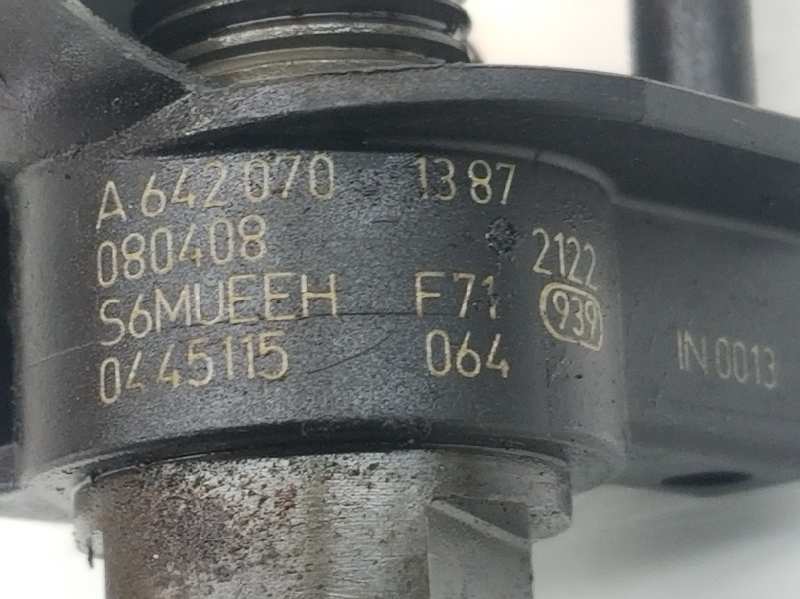 A 642 070 1387
080408 2122
S6MUEEH F71 939
0445115 064
IN 0013